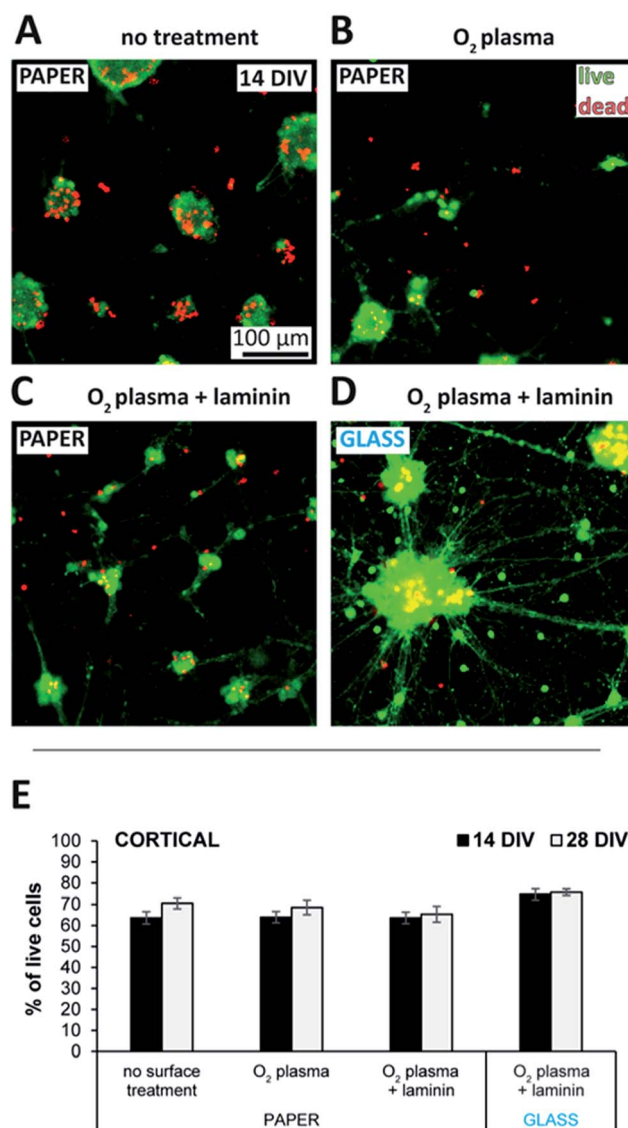 A no treatment
PAPER 14 DIV
100 µm
B O₂ plasma
PAPER live
dead
C O₂ plasma + laminin
PAPER
D O₂ plasma + laminin
GLASS
E
CORTICAL ■ 14 DIV □ 28 DIV
% of live cells
100
90
80
70
60
50
40
30
20
10
0
no surface
treatment
O₂ plasma
O₂ plasma
+ laminin
O₂ plasma
+ laminin
PAPER
GLASS